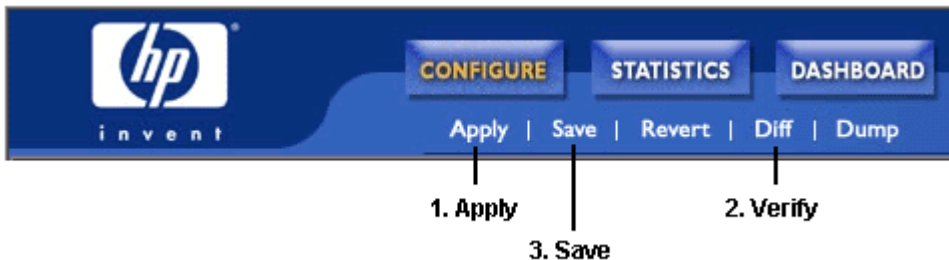 hp
invent
CONFIGURE STATISTICS DASHBOARD
Apply | Save | Revert | Diff | Dump
1. Apply 2. Verify
3. Save